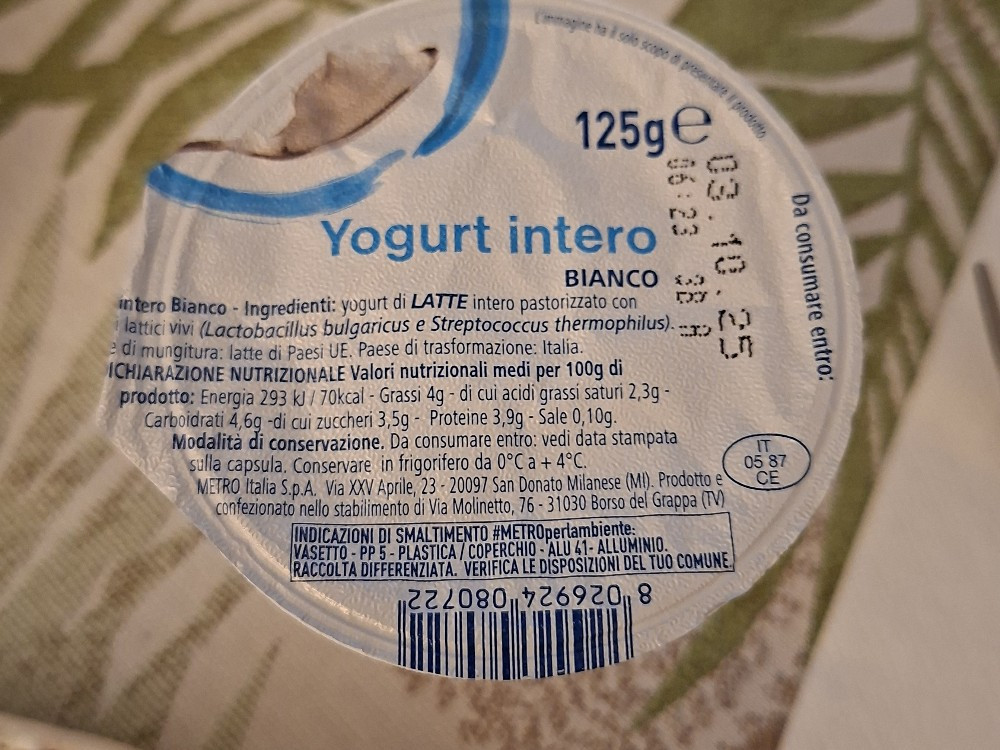 L'immagine ha il solo scopo di presentare il prodotto
125g ℮
03.10.25
06:23
Da consumare entro:
Yogurt intero
BIANCO
intero Bianco - Ingredienti: yogurt di LATTE intero pastorizzato con
lattici vivi (Lactobacillus bulgaricus e Streptococcus thermophilus).
di mungitura: latte di Paesi UE. Paese di trasformazione: Italia.
ICHIARAZIONE NUTRIZIONALE Valori nutrizionali medi per 100g di
prodotto: Energia 293 kJ / 70kcal - Grassi 4g - di cui acidi grassi saturi 2,3g -
Carboidrati 4,6g -di cui zuccheri 3,5g - Proteine 3,9g - Sale 0,10g.
Modalità di conservazione. Da consumare entro: vedi data stampata
sulla capsula. Conservare in frigorifero da 0°C a + 4°C.
METRO Italia S.p.A. Via XXV Aprile, 23 - 20097 San Donato Milanese (MI). Prodotto e
confezionato nello stabilimento di Via Molinetto, 76 - 31030 Borso del Grappa (TV)
IT
05 87
CE
INDICAZIONI DI SMALTIMENTO #METROperlambiente:
VASETTO - PP 5 - PLASTICA / COPERCHIO - ALU 41- ALLUMINIO.
RACCOLTA DIFFERENZIATA. VERIFICA LE DISPOSIZIONI DEL TUO COMUNE.
8 026924 080722